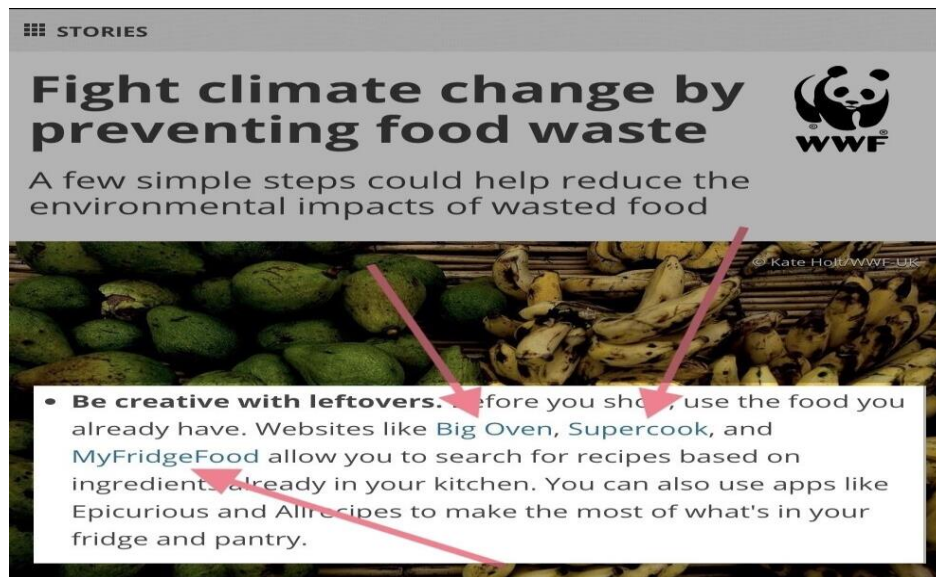 STORIES
Fight climate change by
preventing food waste
WWF
A few simple steps could help reduce the
environmental impacts of wasted food
© Kate Holt/WWF-UK
• Be creative with leftovers. Before you shop, use the food you
already have. Websites like Big Oven, Supercook, and
MyFridgeFood allow you to search for recipes based on
ingredients already in your kitchen. You can also use apps like
Epicurious and Allrecipes to make the most of what's in your
fridge and pantry.